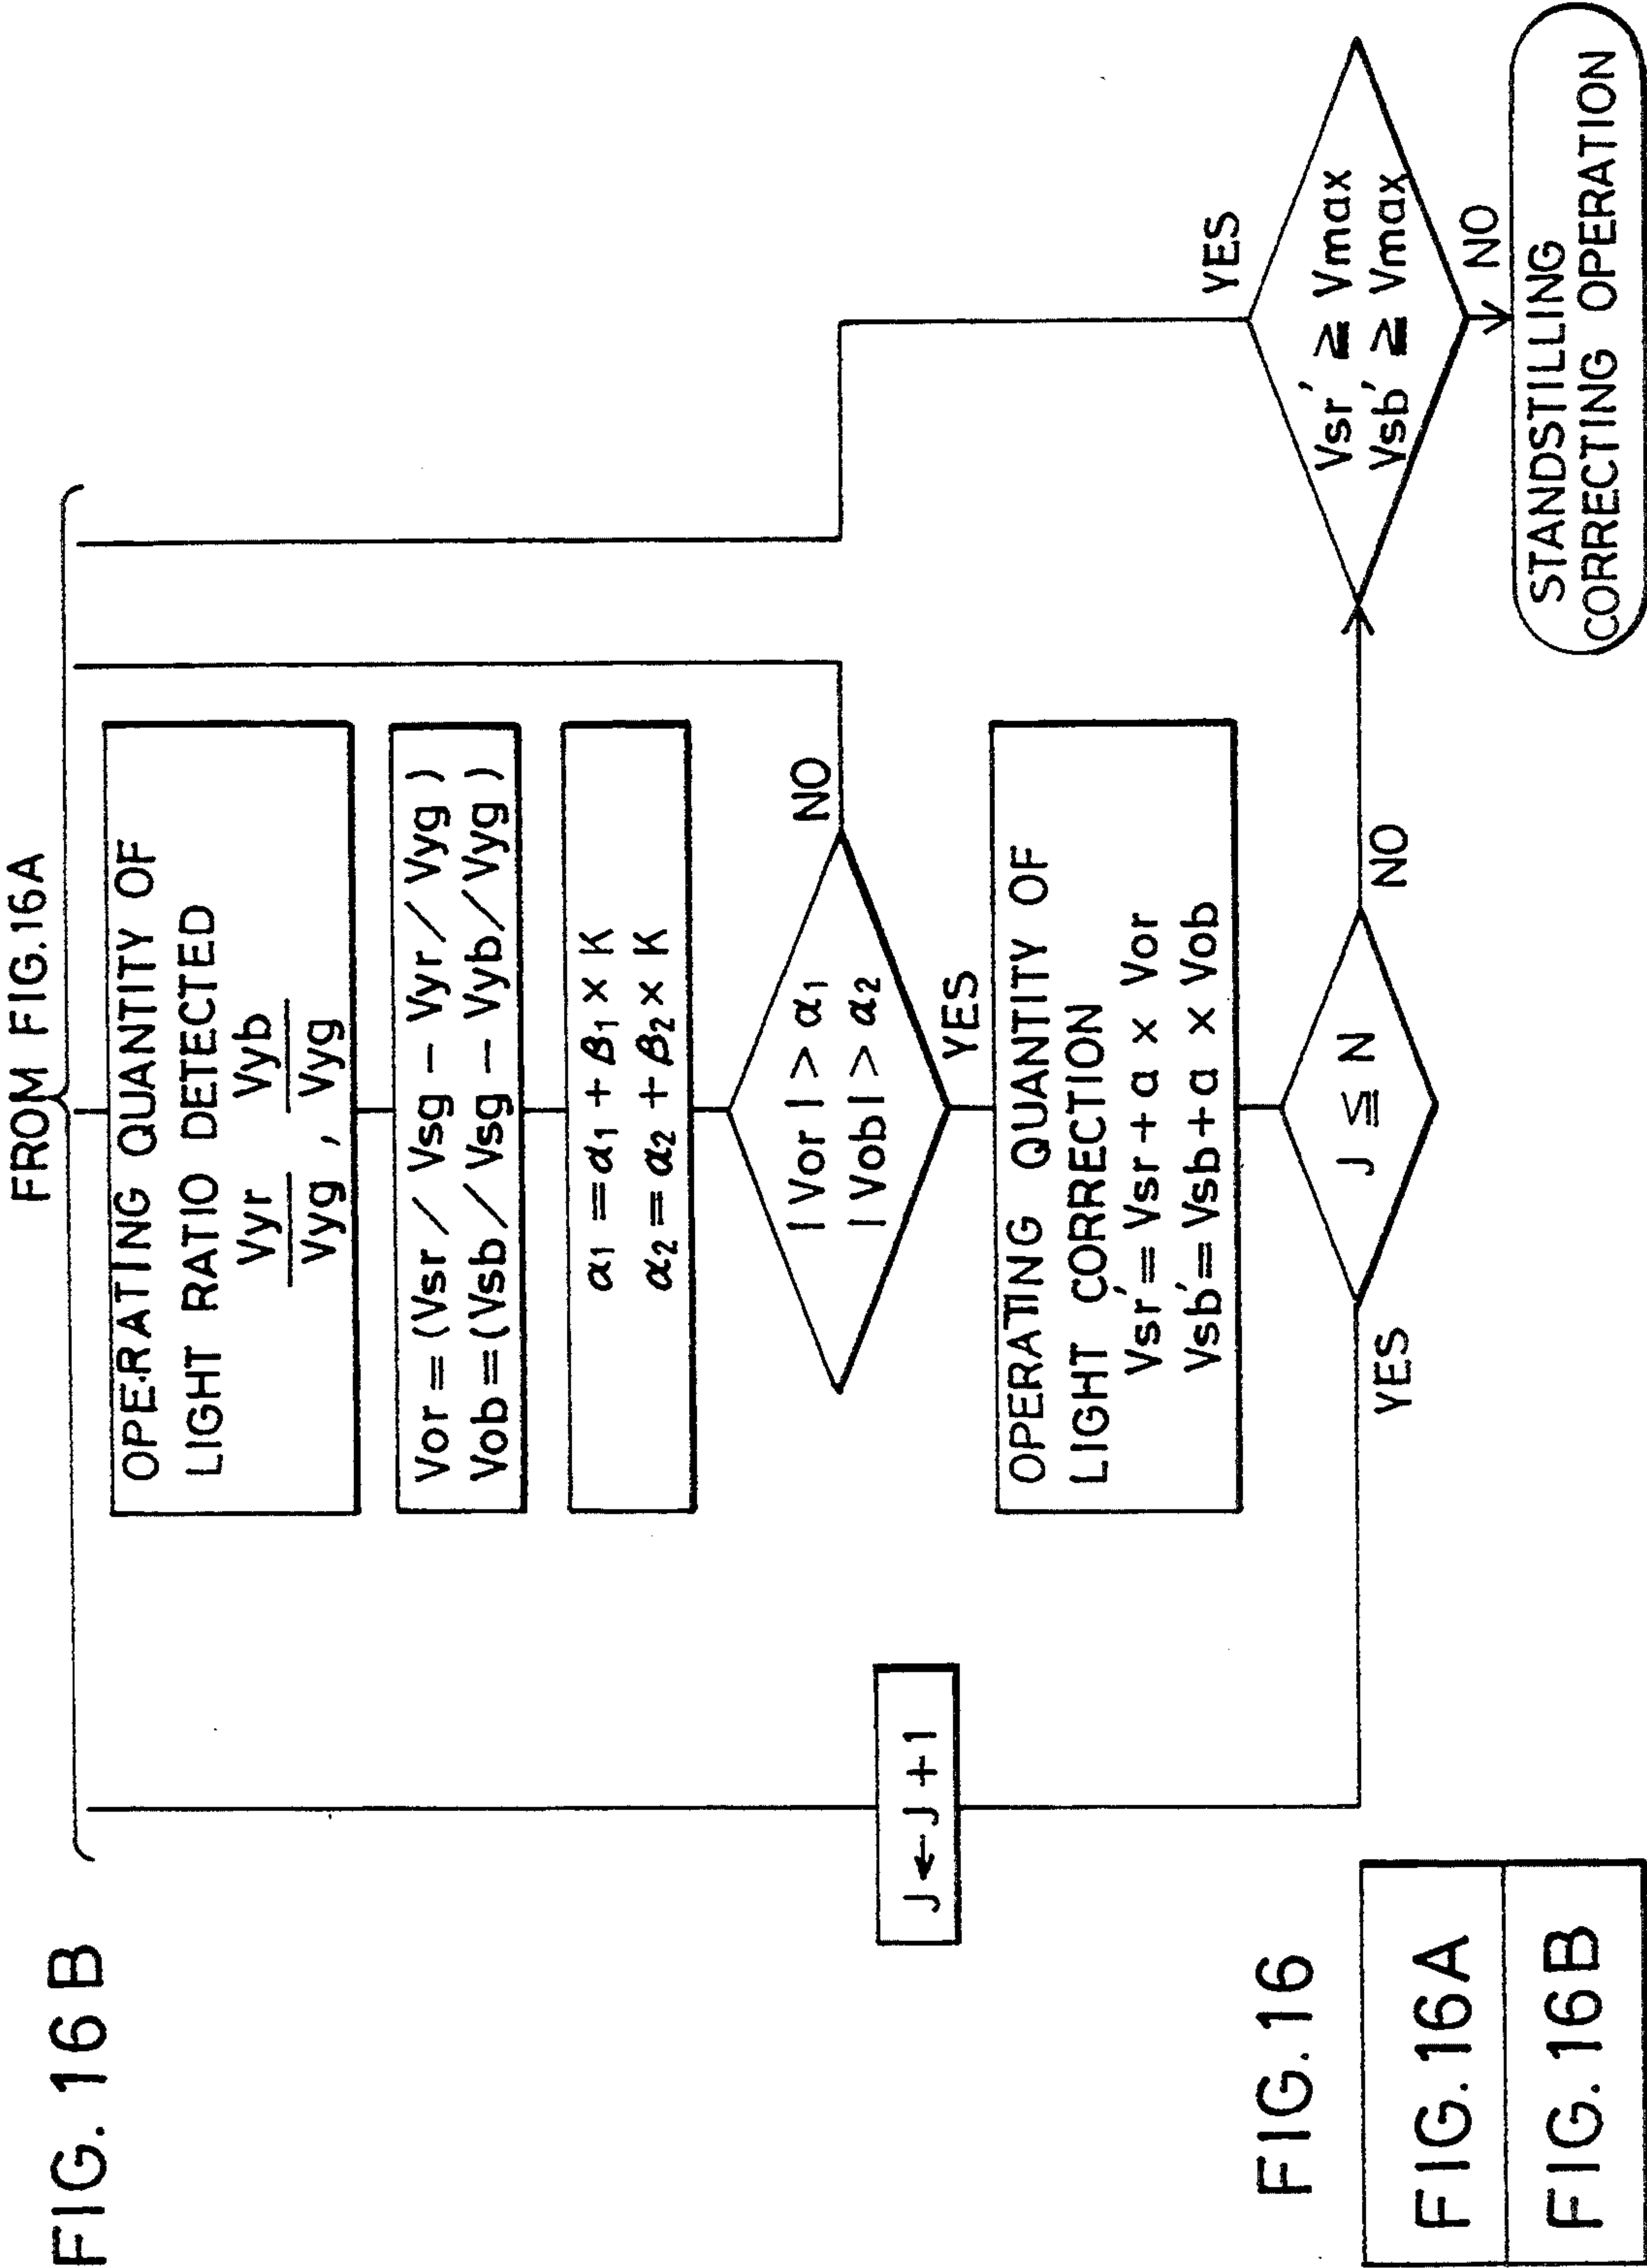 FIG. 16 B
FROM FIG. 16A
OPERATING QUANTITY OF
LIGHT RATIO DETECTED
Vyr/Vyg, Vyb/Vyg
Vor = (Vsr / Vsg - Vyr / Vyg)
Vob = (Vsb / Vsg - Vyb / Vyg)
α1 = α1 + β1 × K
α2 = α2 + β2 × K
| Vor | > α1
| Vob | > α2
NO
YES
OPERATING QUANTITY OF
LIGHT CORRECTION
Vsr' = Vsr + a × Vor
Vsb' = Vsb + a × Vob
J ≦ N
YES
NO
J ← J + 1
Vsr' ≧ Vmax
Vsb' ≧ Vmax
YES
NO
STANDSTILLING
CORRECTING OPERATION
FIG. 16
FIG. 16A
FIG. 16B